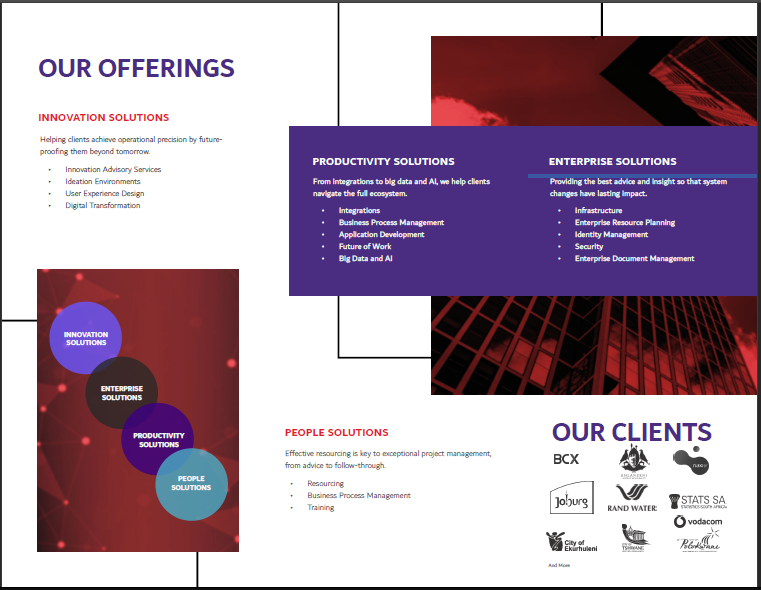 OUR OFFERINGS
INNOVATION SOLUTIONS
Helping clients achieve operational precision by future-
proofing them beyond tomorrow.
• Innovation Advisory Services
• Ideation Environments
• User Experience Design
• Digital Transformation
PRODUCTIVITY SOLUTIONS
From integrations to big data and AI, we help clients
navigate the full ecosystem.
• Integrations
• Business Process Management
• Application Development
• Future of Work
• Big Data and AI
ENTERPRISE SOLUTIONS
Providing the best advice and insight so that system
changes have lasting impact.
• Infrastructure
• Enterprise Resource Planning
• Identity Management
• Security
• Enterprise Document Management
INNOVATION
SOLUTIONS
ENTERPRISE
SOLUTIONS
PRODUCTIVITY
SOLUTIONS
PEOPLE
SOLUTIONS
PEOPLE SOLUTIONS
Effective resourcing is key to exceptional project management,
from advice to follow-through.
• Resourcing
• Business Process Management
• Training
OUR CLIENTS
BCX
Joburg
RAND WATER
STATS SA
STATISTICS SOUTH AFRICA
vodacom
City of
Ekurhuleni
CITY OF
TSHWANE
Polokwane
And More